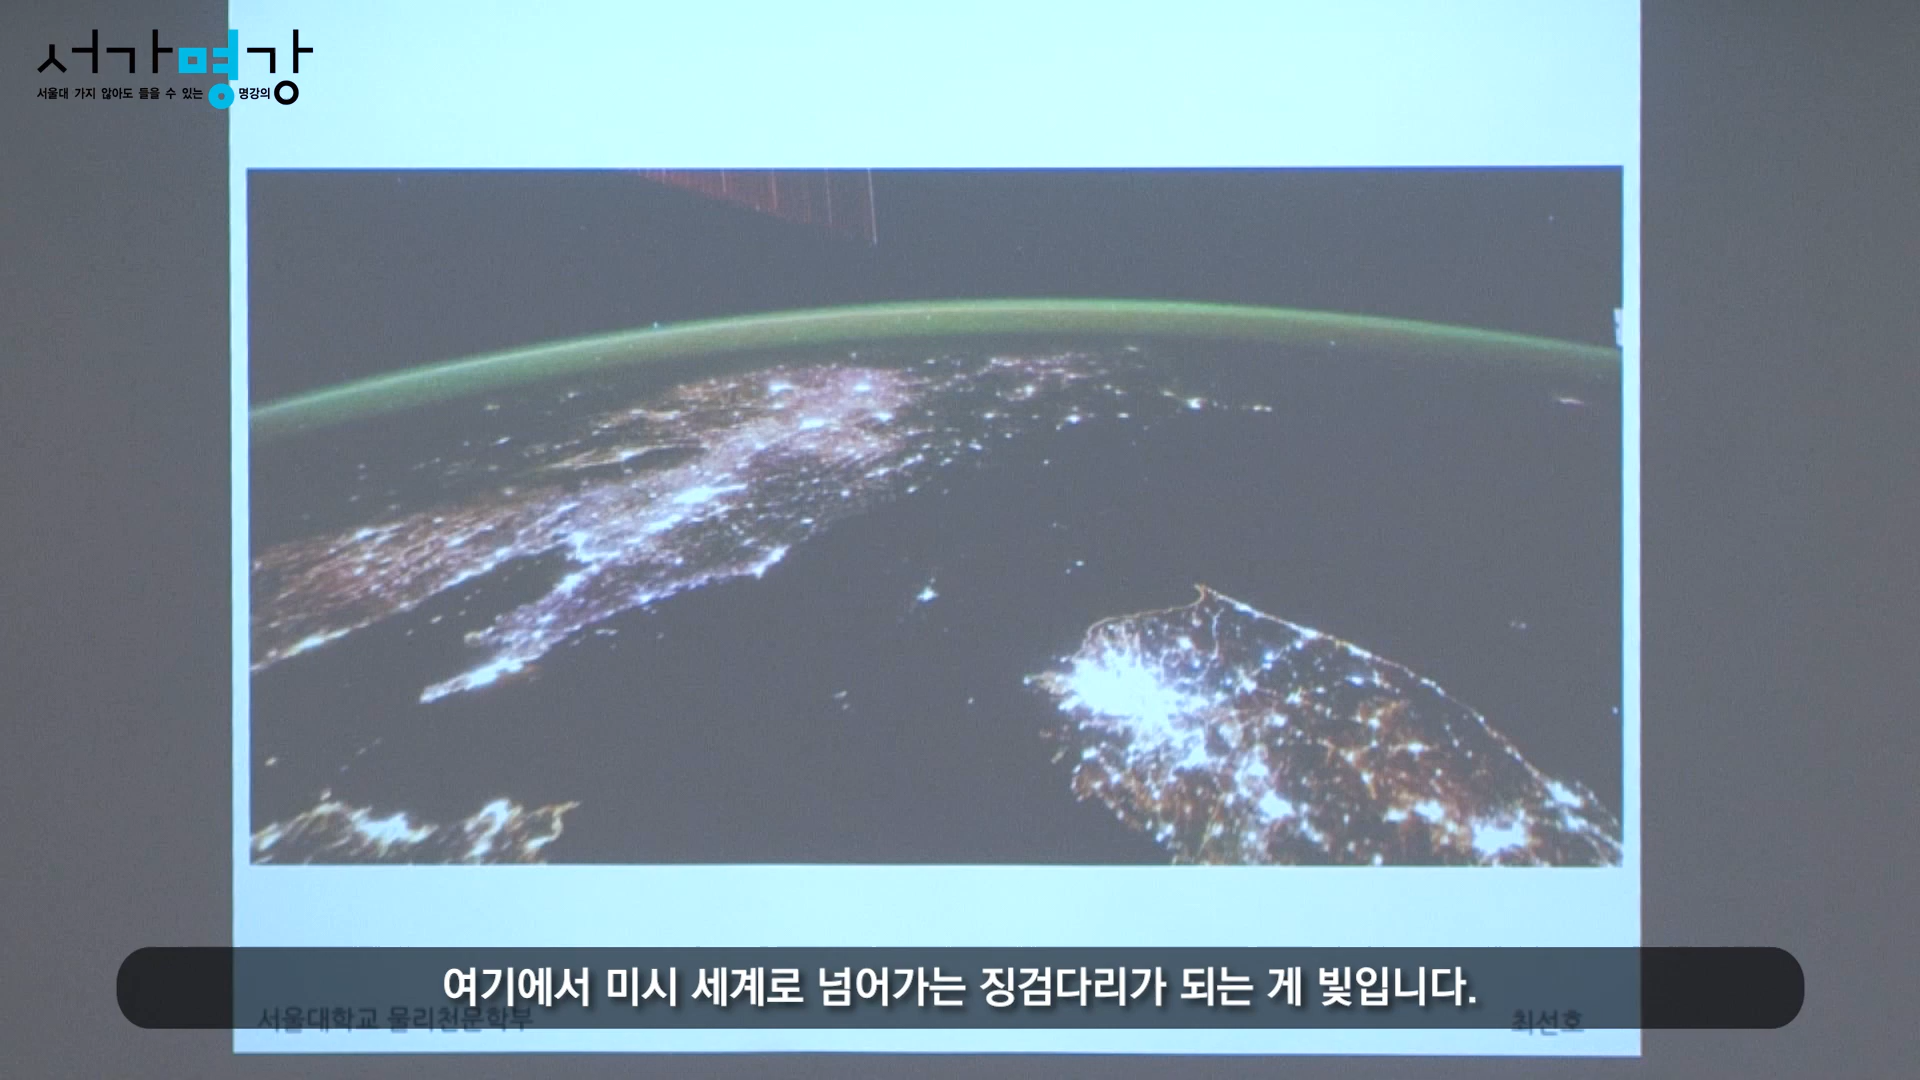 서가명강
서울대 가지 않아도 들을 수 있는 명강의
여기에서 미시 세계로 넘어가는 징검다리가 되는 게 빛입니다.
서울대학교 물리천문학부
최선호